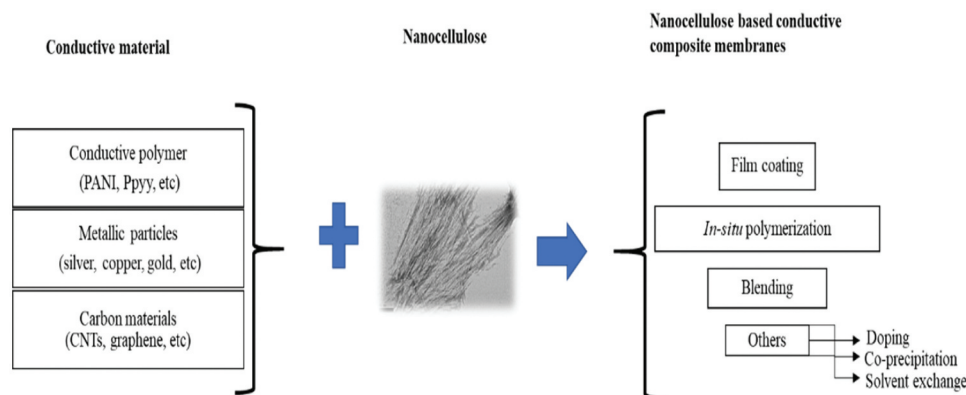 Conductive material
Conductive polymer
(PANI, Ppyy, etc)
Metallic particles
(silver, copper, gold, etc)
Carbon materials
(CNTs, graphene, etc)
Nanocellulose
Nanocellulose based conductive
composite membranes
Film coating
In-situ polymerization
Blending
Others
Doping
Co-precipitation
Solvent exchange